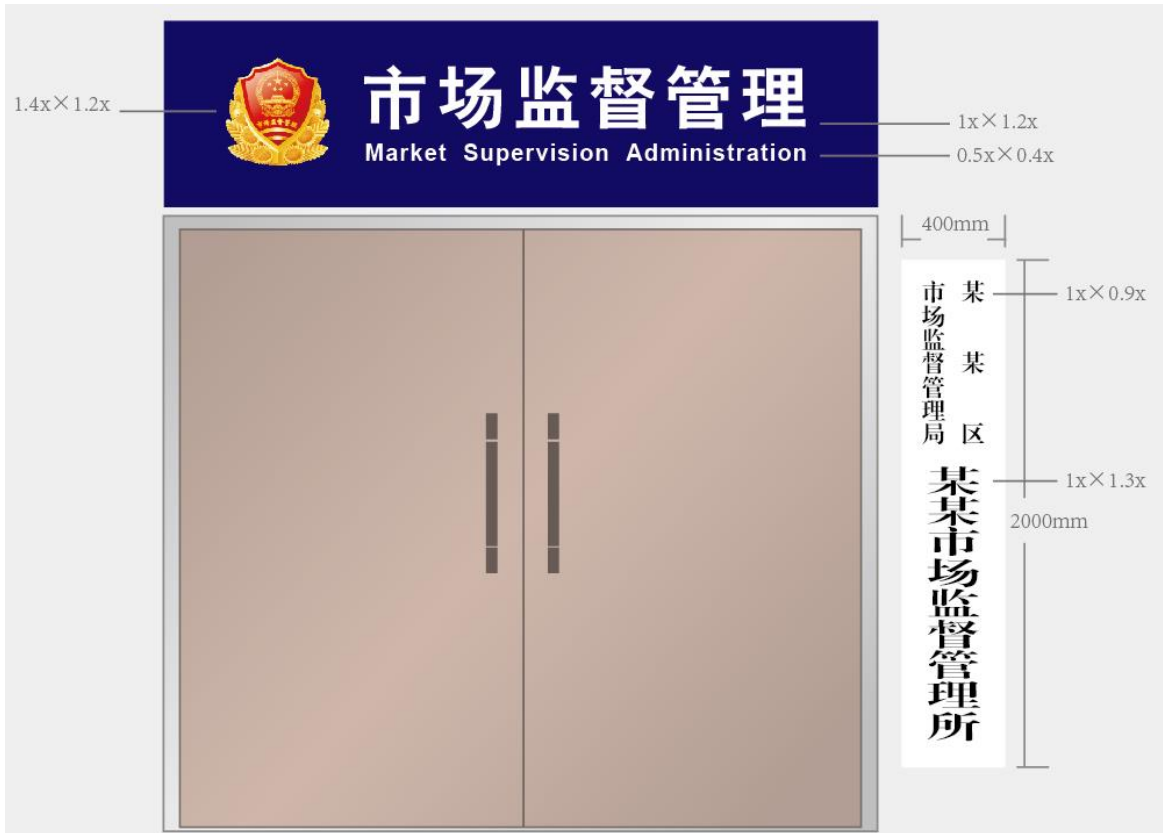 市场监督管理
Market Supervision Administration
1.4x×1.2x
1x×1.2x
0.5x×0.4x
400mm
某某区
市场监督管理局
某某市场监督管理所
1x×0.9x
1x×1.3x
2000mm